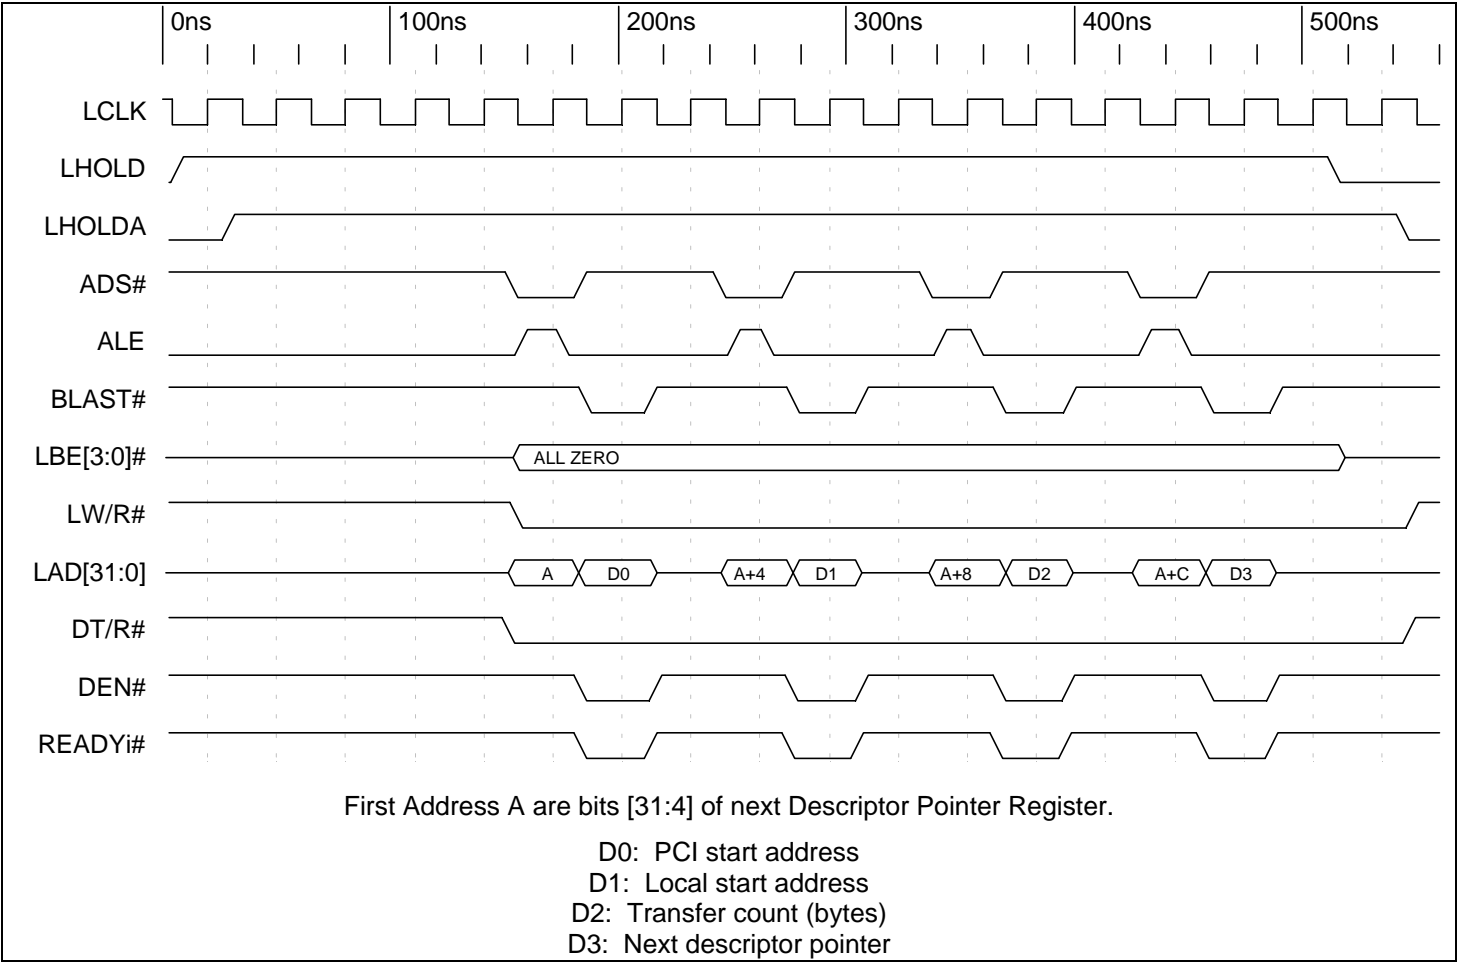 0ns 100ns 200ns 300ns 400ns 500ns
LCLK
LHOLD
LHOLDA
ADS#
ALE
BLAST#
LBE[3:0]# ALL ZERO
LW/R#
LAD[31:0] A D0 A+4 D1 A+8 D2 A+C D3
DT/R#
DEN#
READYi#
First Address A are bits [31:4] of next Descriptor Pointer Register.
D0: PCI start address
D1: Local start address
D2: Transfer count (bytes)
D3: Next descriptor pointer